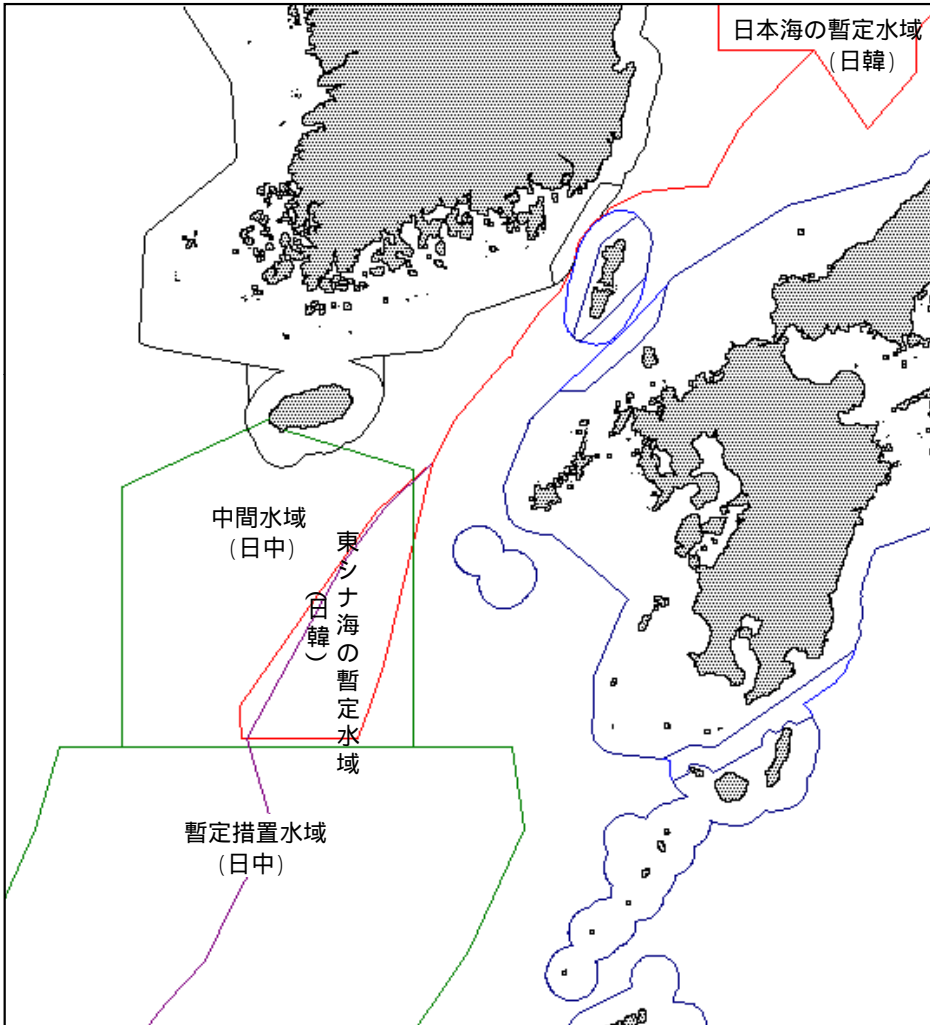 日本海の暫定水域
(日韓)
中間水域
(日中)
東シナ海の暫定水域
(日韓)
暫定措置水域
(日中)